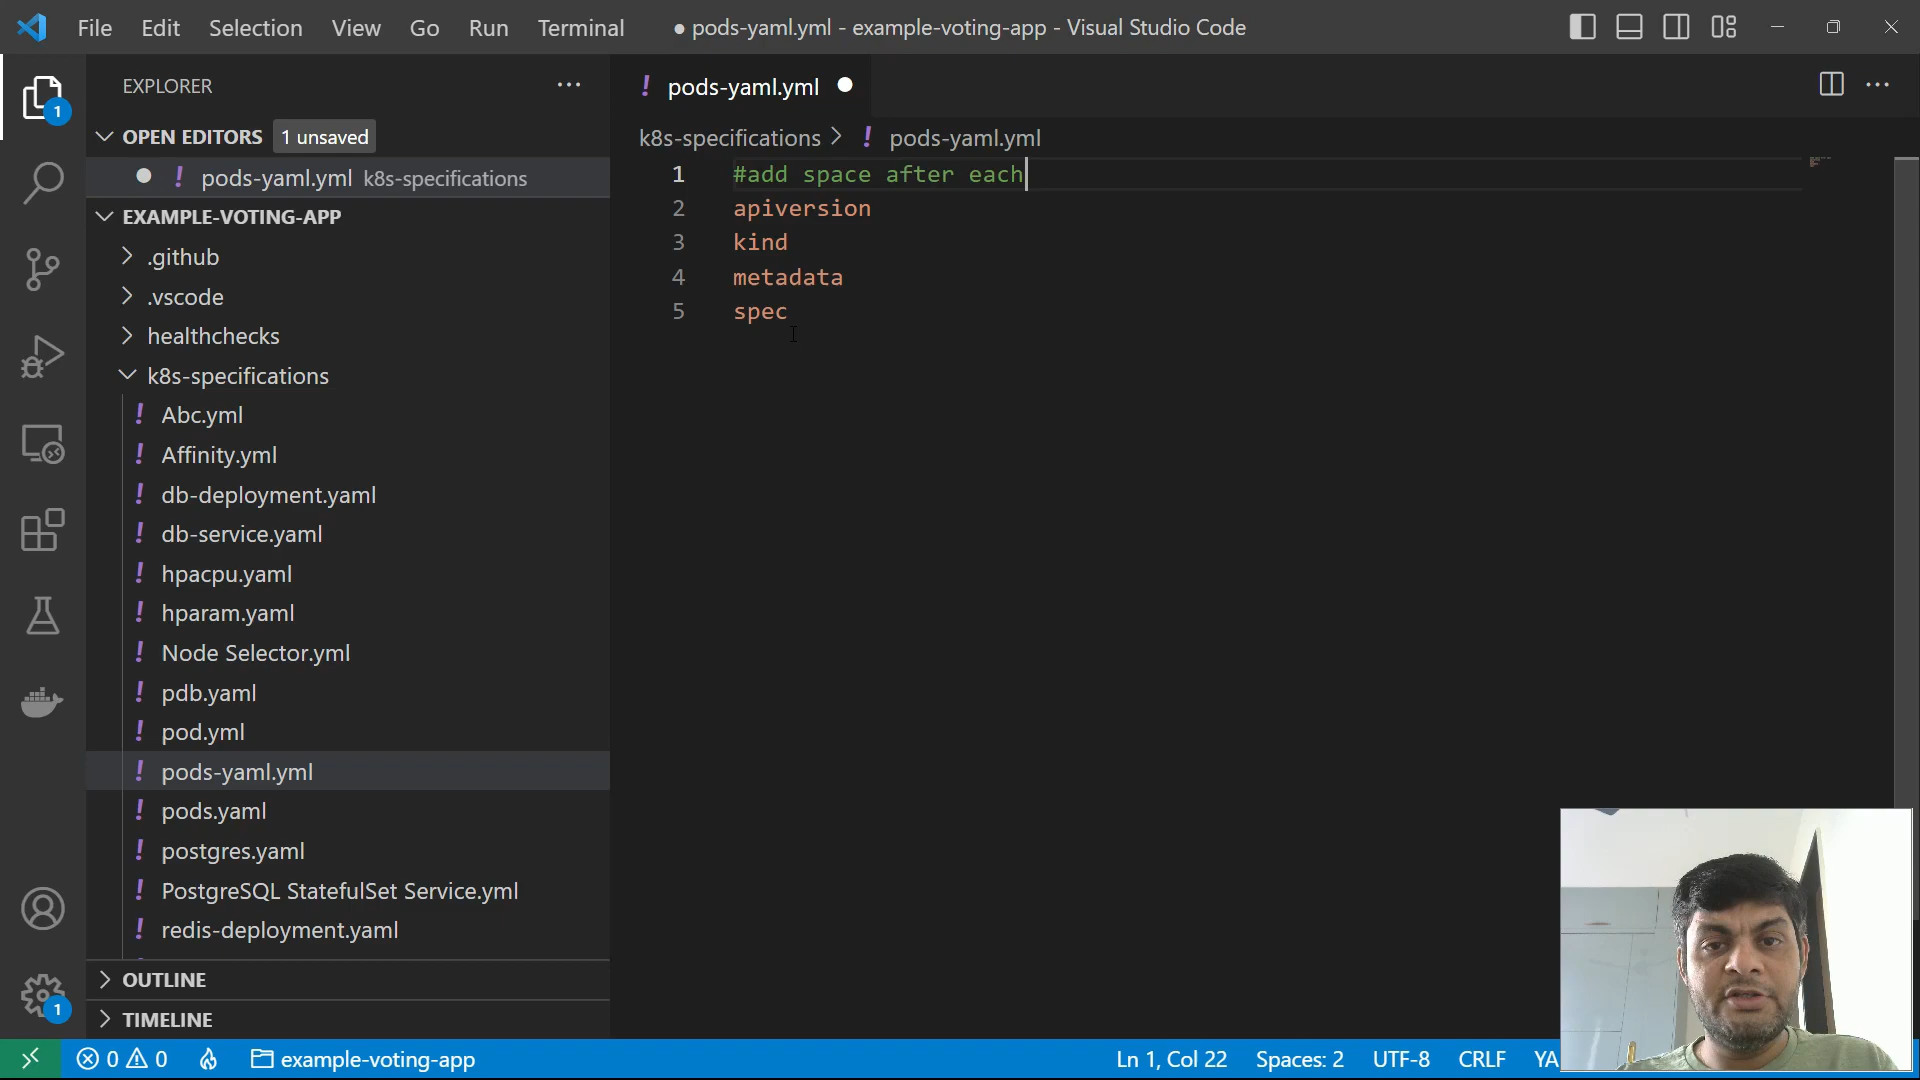 File Edit Selection View Go Run Terminal
● pods-yaml.yml - example-voting-app - Visual Studio Code
EXPLORER
OPEN EDITORS 1 unsaved
! pods-yaml.yml k8s-specifications
EXAMPLE-VOTING-APP
.github
.vscode
healthchecks
k8s-specifications
! Abc.yml
! Affinity.yml
! db-deployment.yaml
! db-service.yaml
! hpacpu.yaml
! hparam.yaml
! Node Selector.yml
! pdb.yaml
! pod.yml
! pods-yaml.yml
! pods.yaml
! postgres.yaml
! PostgreSQL StatefulSet Service.yml
! redis-deployment.yaml
OUTLINE
TIMELINE
1
1
! pods-yaml.yml
k8s-specifications > ! pods-yaml.yml
1 #add space after each
2 apiversion
3 kind
4 metadata
5 spec
0 0 example-voting-app
Ln 1, Col 22 Spaces: 2 UTF-8 CRLF YA